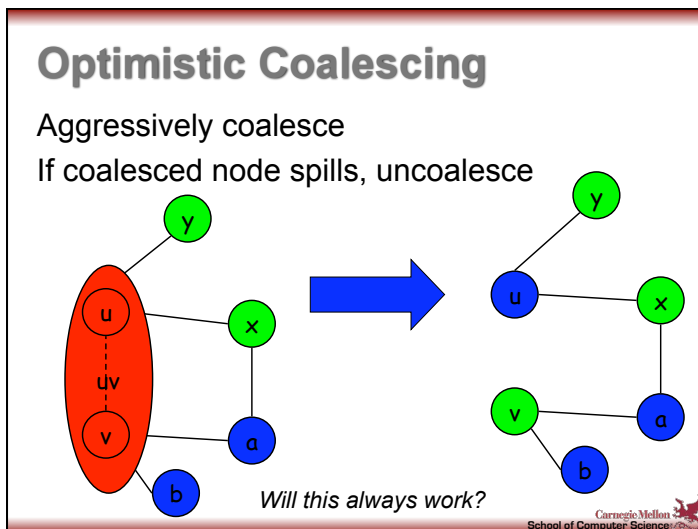 Optimistic Coalescing
Aggressively coalesce
If coalesced node spills, uncoalesce
y
u
x
uv
v
a
b
y
u
x
v
a
b
Will this always work?
Carnegie Mellon
School of Computer Science